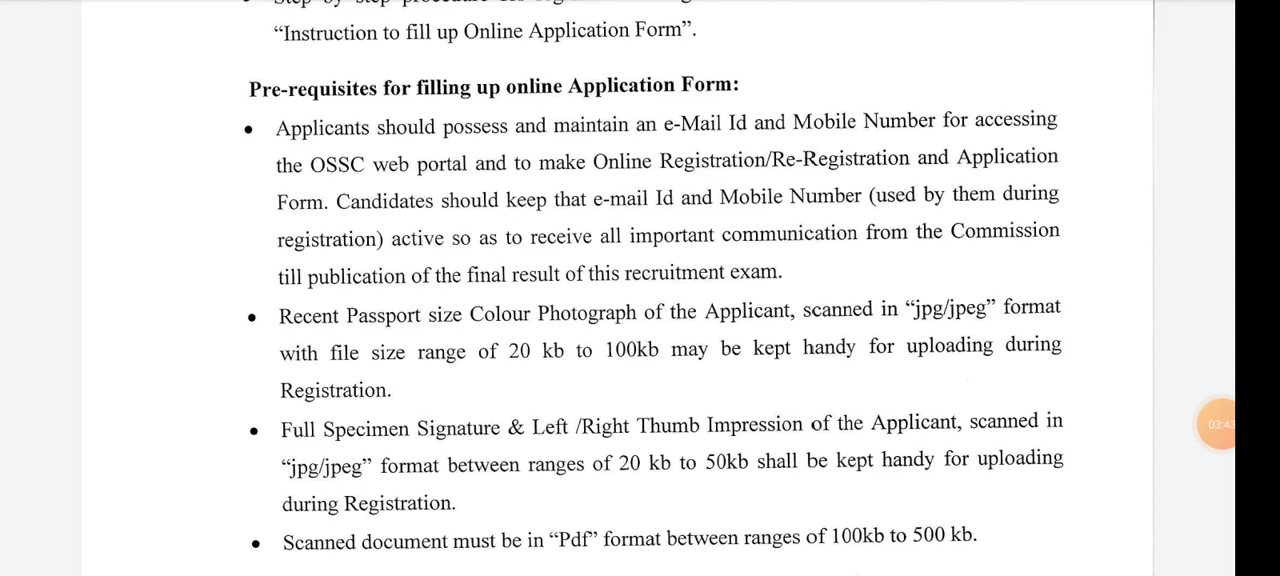 “Instruction to fill up Online Application Form”.
Pre-requisites for filling up online Application Form:
• Applicants should possess and maintain an e-Mail Id and Mobile Number for accessing
the OSSC web portal and to make Online Registration/Re-Registration and Application
Form. Candidates should keep that e-mail Id and Mobile Number (used by them during
registration) active so as to receive all important communication from the Commission
till publication of the final result of this recruitment exam.
• Recent Passport size Colour Photograph of the Applicant, scanned in “jpg/jpeg” format
with file size range of 20 kb to 100kb may be kept handy for uploading during
Registration.
• Full Specimen Signature & Left /Right Thumb Impression of the Applicant, scanned in
“jpg/jpeg” format between ranges of 20 kb to 50kb shall be kept handy for uploading
during Registration.
• Scanned document must be in “Pdf” format between ranges of 100kb to 500 kb.
03:43